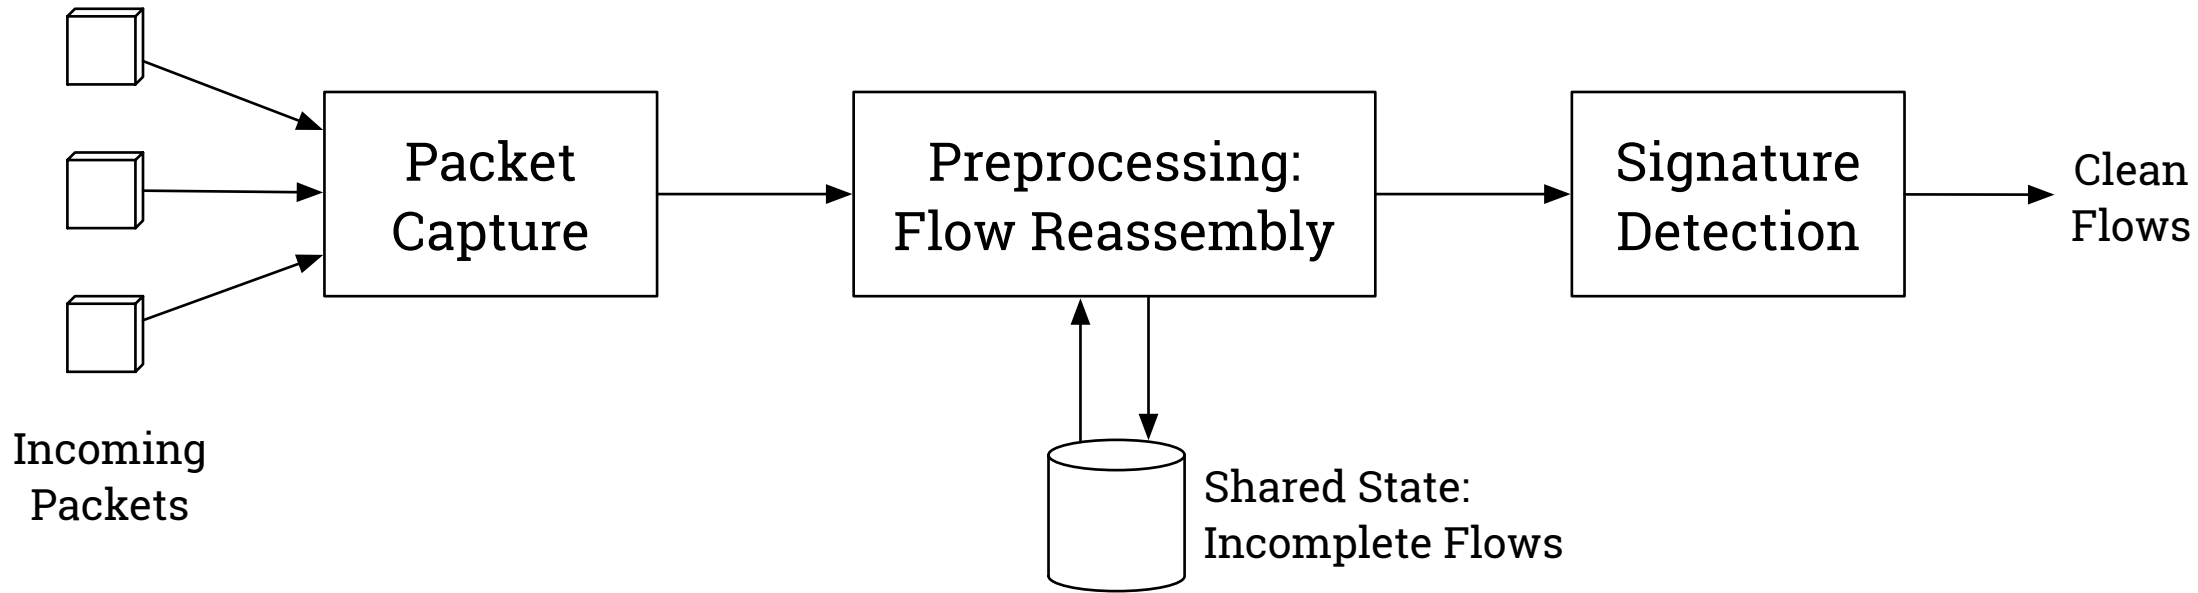 Packet
Capture
Preprocessing:
Flow Reassembly
Signature
Detection
Clean
Flows
Incoming
Packets
Shared State:
Incomplete Flows